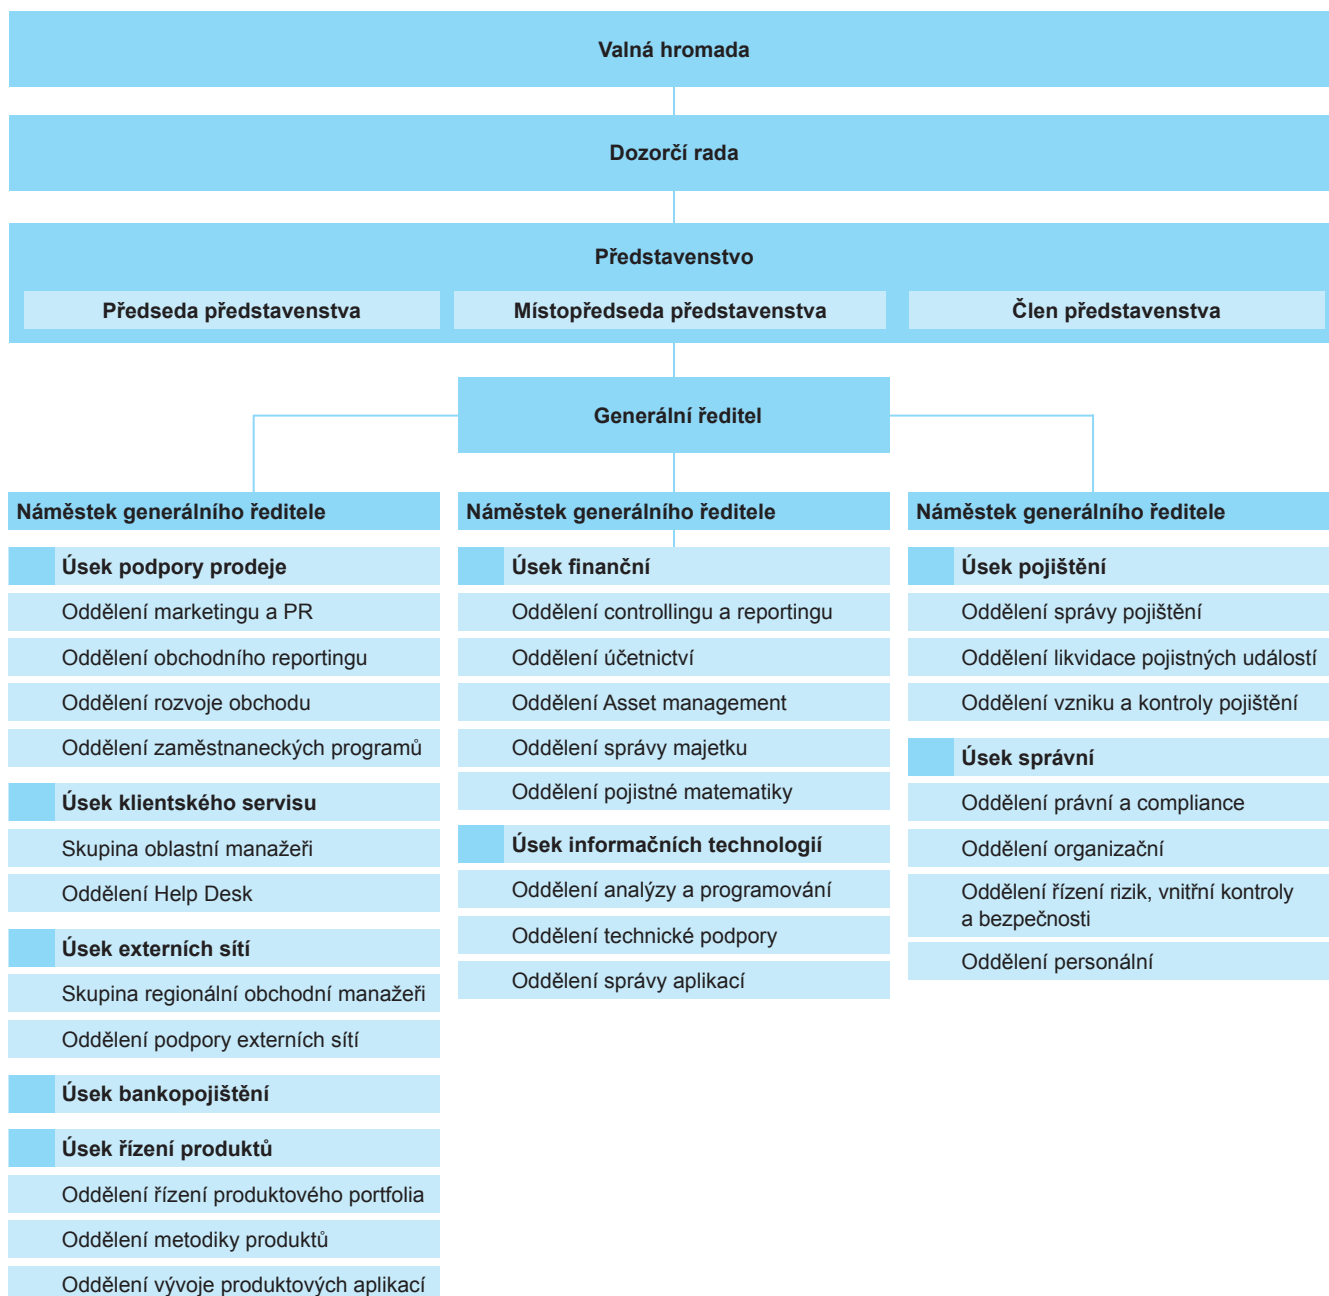 Valná hromada
Dozorčí rada
Představenstvo
Předseda představenstva
Místopředseda představenstva
Člen představenstva
Generální ředitel
Náměstek generálního ředitele
Úsek podpory prodeje
Oddělení marketingu a PR
Oddělení obchodního reportingu
Oddělení rozvoje obchodu
Oddělení zaměstnaneckých programů
Úsek klientského servisu
Skupina oblastní manažeři
Oddělení Help Desk
Úsek externích sítí
Skupina regionální obchodní manažeři
Oddělení podpory externích sítí
Úsek bankopojištění
Úsek řízení produktů
Oddělení řízení produktového portfolia
Oddělení metodiky produktů
Oddělení vývoje produktových aplikací
Náměstek generálního ředitele
Úsek finanční
Oddělení controllingu a reportingu
Oddělení účetnictví
Oddělení Asset management
Oddělení správy majetku
Oddělení pojistné matematiky
Úsek informačních technologií
Oddělení analýzy a programování
Oddělení technické podpory
Oddělení správy aplikací
Náměstek generálního ředitele
Úsek pojištění
Oddělení správy pojištění
Oddělení likvidace pojistných událostí
Oddělení vzniku a kontroly pojištění
Úsek správní
Oddělení právní a compliance
Oddělení organizační
Oddělení řízení rizik, vnitřní kontroly
a bezpečnosti
Oddělení personální